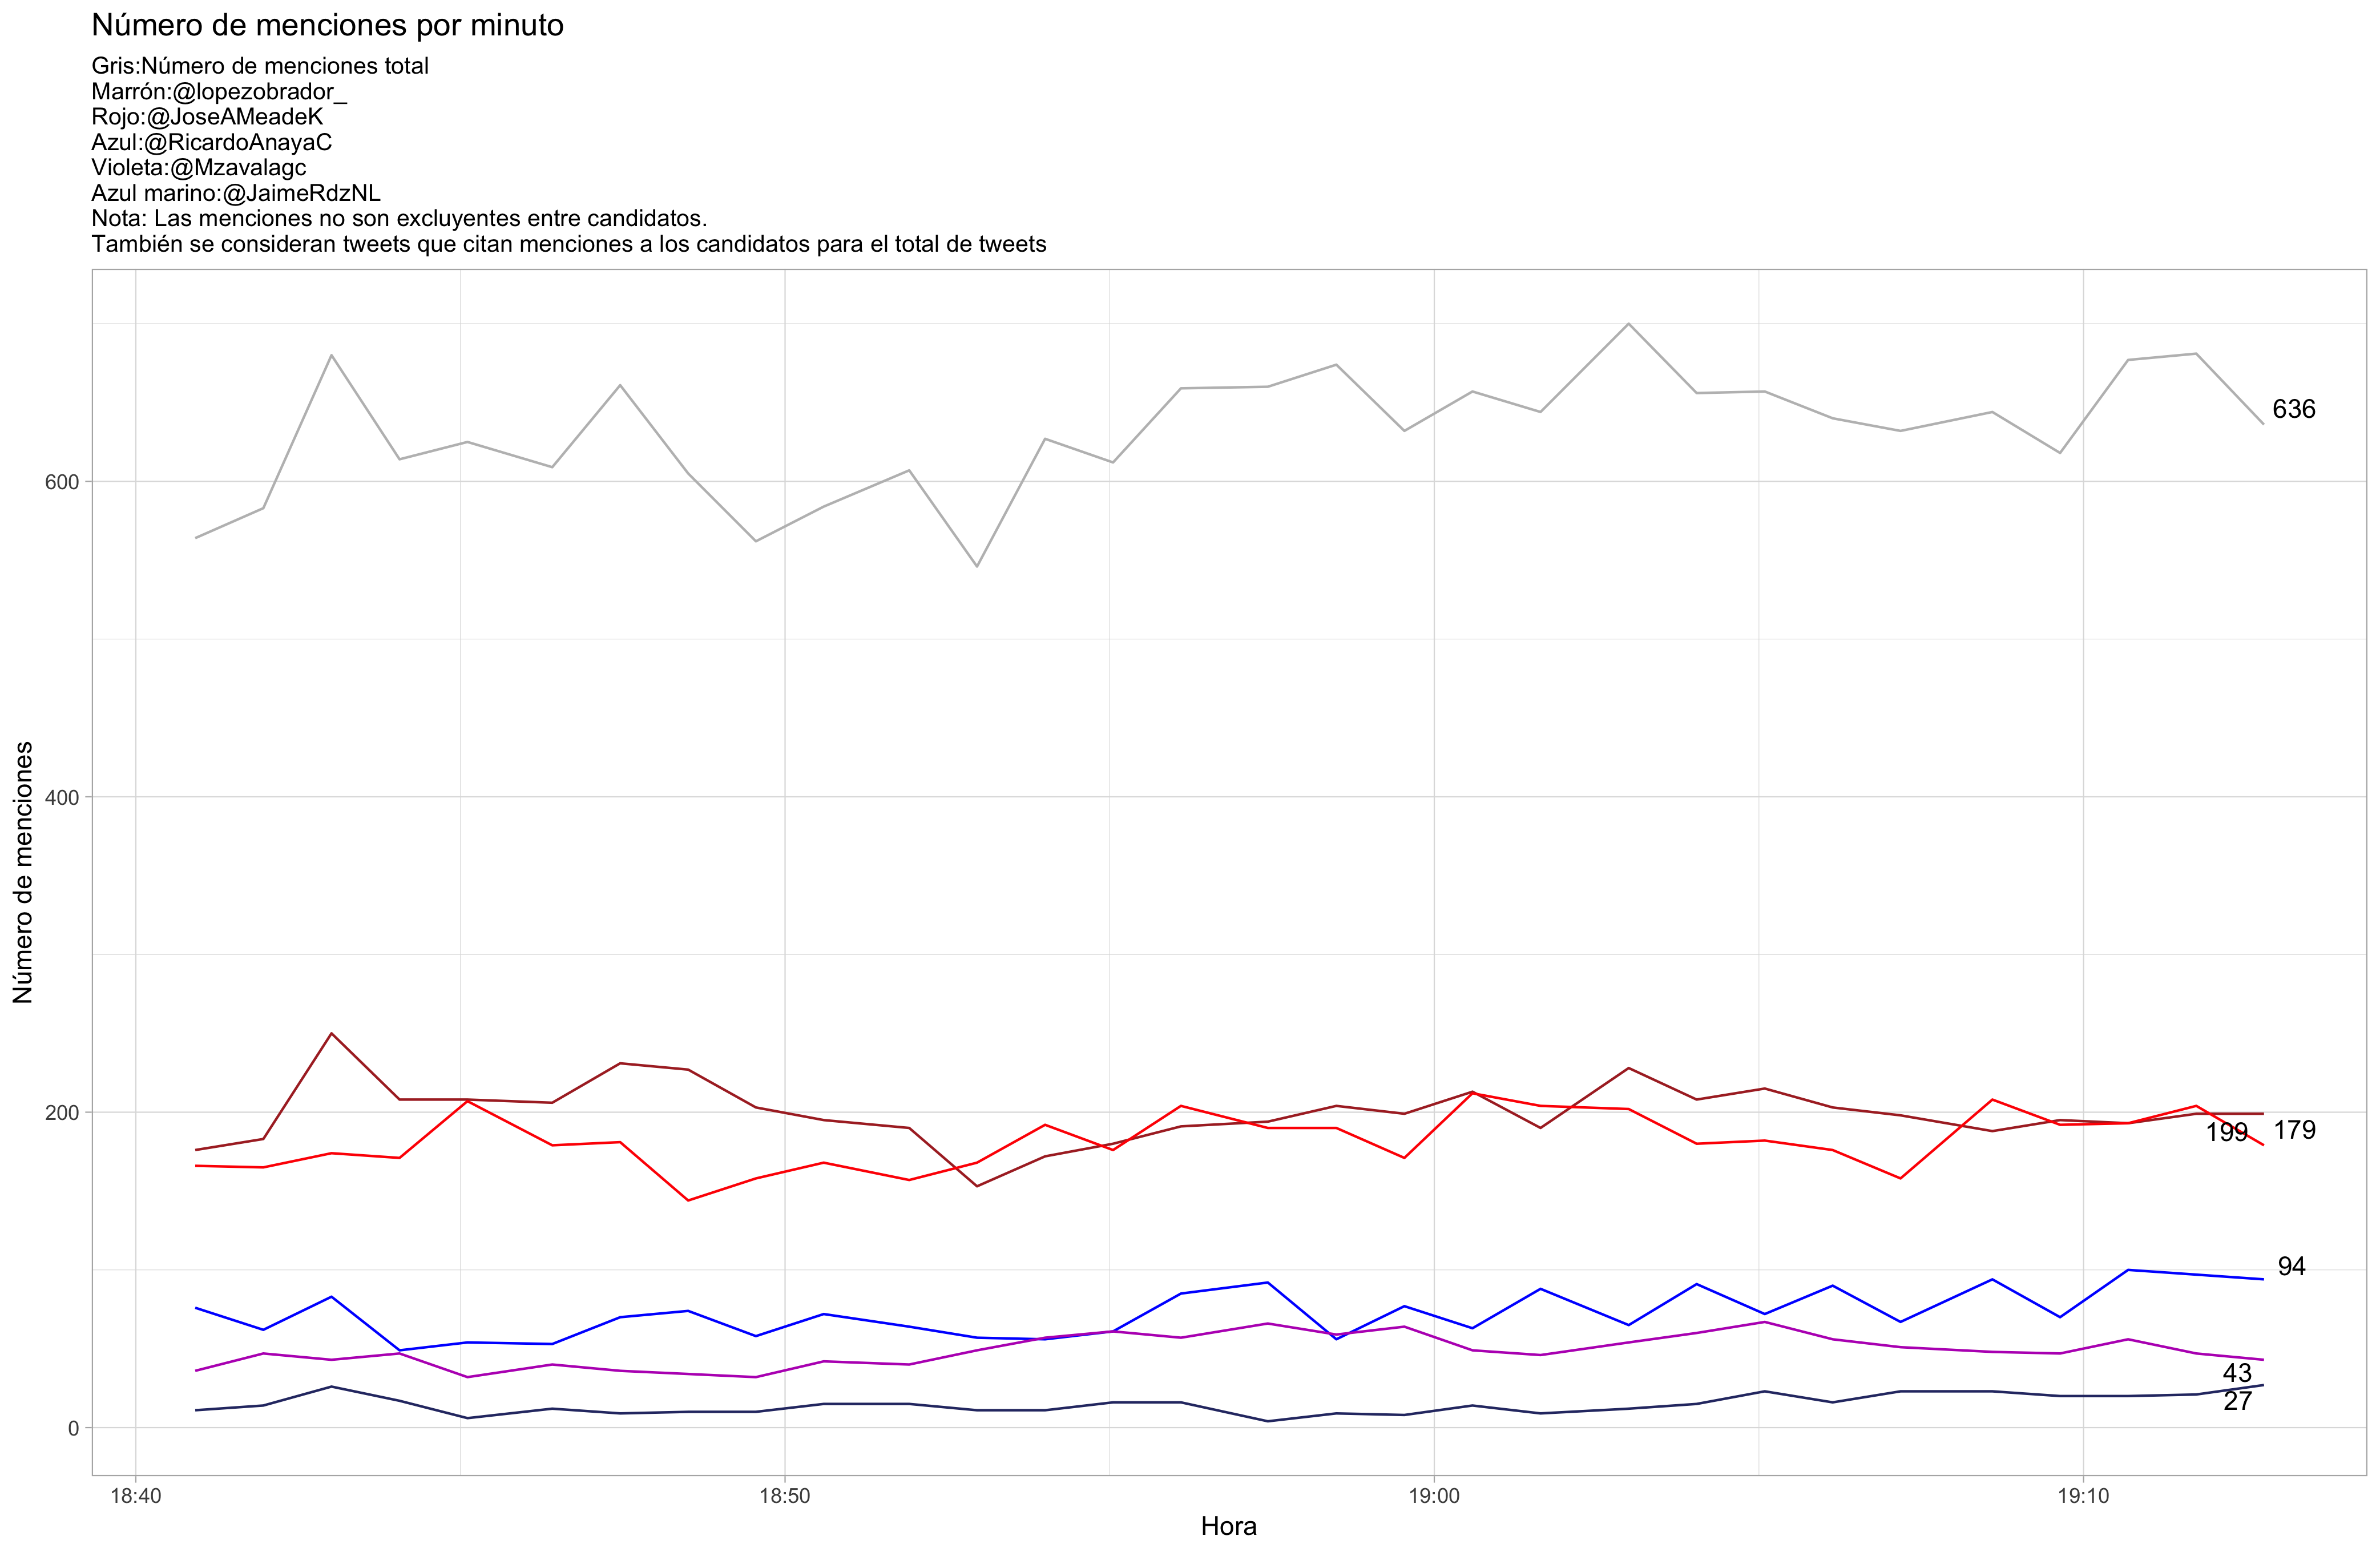 Número de menciones por minuto
Gris:Número de menciones total
Marrón:@lopezobrador_
Rojo:@JoseAMeadeK
Azul:@RicardoAnayaC
Violeta:@Mzavalagc
Azul marino:@JaimeRdzNL
Nota: Las menciones no son excluyentes entre candidatos.
También se consideran tweets que citan menciones a los candidatos para el total de tweets
Número de menciones
600
400
200
0
636
199
179
94
43
27
18:40
18:50
19:00
19:10
Hora